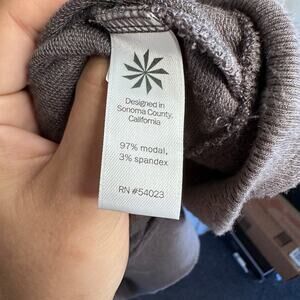 Designed in
Sonoma County,
California
97% modal,
3% spandex
RN #54023